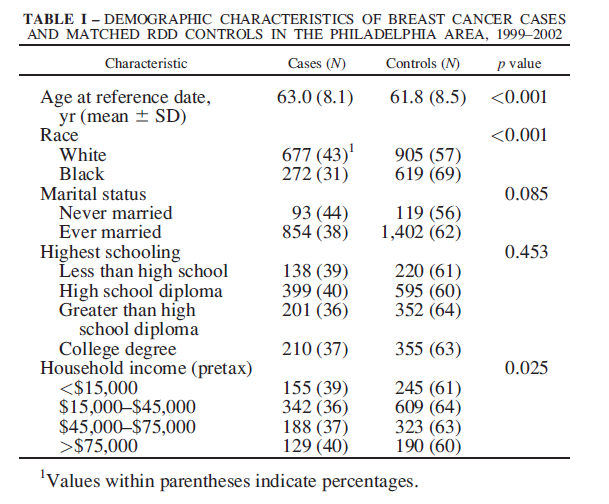 TABLE I – DEMOGRAPHIC CHARACTERISTICS OF BREAST CANCER CASES
AND MATCHED RDD CONTROLS IN THE PHILADELPHIA AREA, 1999–2002
Characteristic Cases (N) Controls (N) p value
Age at reference date, 63.0 (8.1) 61.8 (8.5) <0.001
yr (mean ± SD)
Race <0.001
White 677 (43)¹ 905 (57)
Black 272 (31) 619 (69)
Marital status 0.085
Never married 93 (44) 119 (56)
Ever married 854 (38) 1,402 (62)
Highest schooling 0.453
Less than high school 138 (39) 220 (61)
High school diploma 399 (40) 595 (60)
Greater than high 201 (36) 352 (64)
school diploma
College degree 210 (37) 355 (63)
Household income (pretax) 0.025
<$15,000 155 (39) 245 (61)
$15,000–$45,000 342 (36) 609 (64)
$45,000–$75,000 188 (37) 323 (63)
>$75,000 129 (40) 190 (60)
¹Values within parentheses indicate percentages.